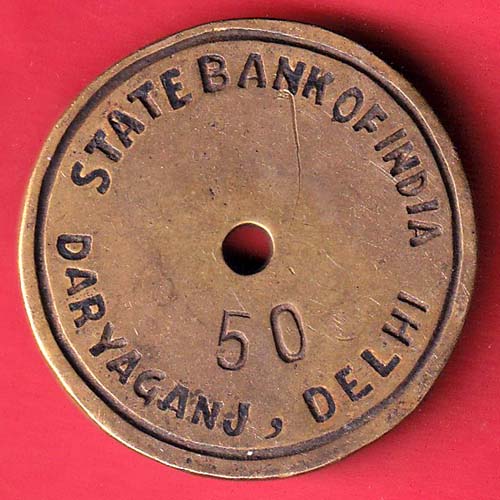 STATE BANK OF INDIA
50
DARYAGANJ, DELHI